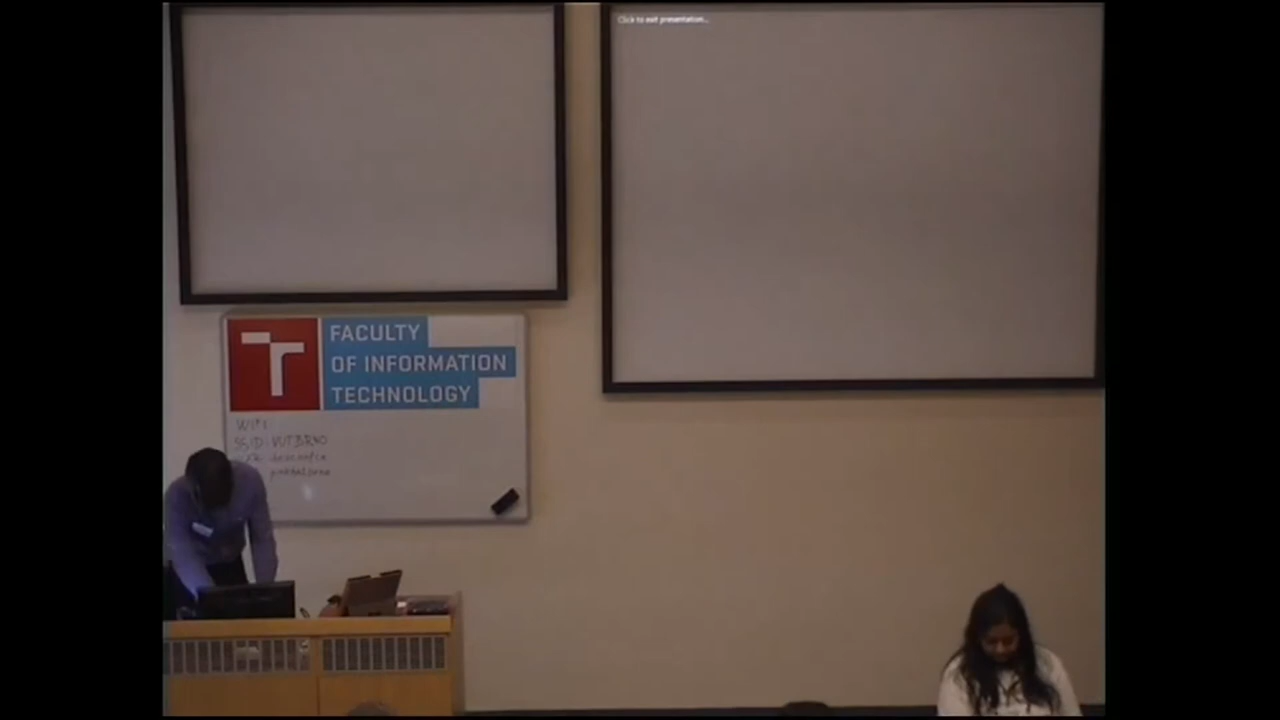 Click to exit presentation...
FACULTY
OF INFORMATION
TECHNOLOGY
WIFI:
SSID: VUTBRNO